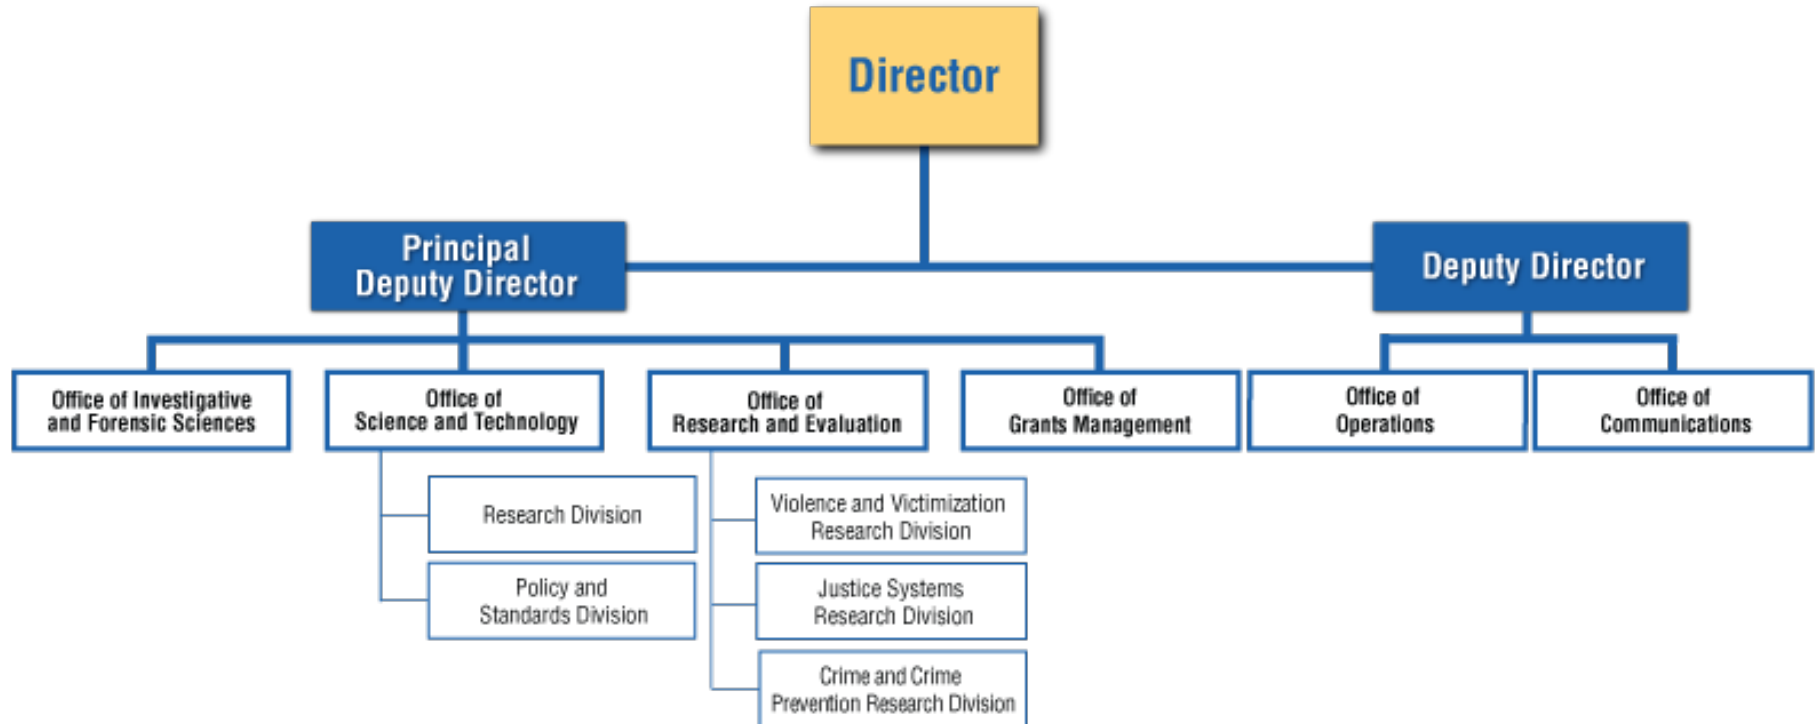 Director
Principal
Deputy Director
Deputy Director
Office of Investigative
and Forensic Sciences
Office of
Science and Technology
Office of
Research and Evaluation
Office of
Grants Management
Office of
Operations
Office of
Communications
Research Division
Policy and
Standards Division
Violence and Victimization
Research Division
Justice Systems
Research Division
Crime and Crime
Prevention Research Division